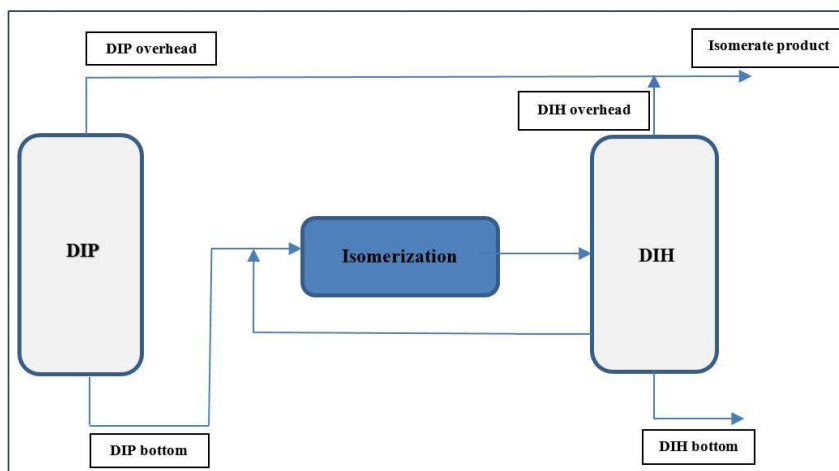 DIP overhead
Isomerate product
DIH overhead
DIP
Isomerization
DIH
DIP bottom
DIH bottom